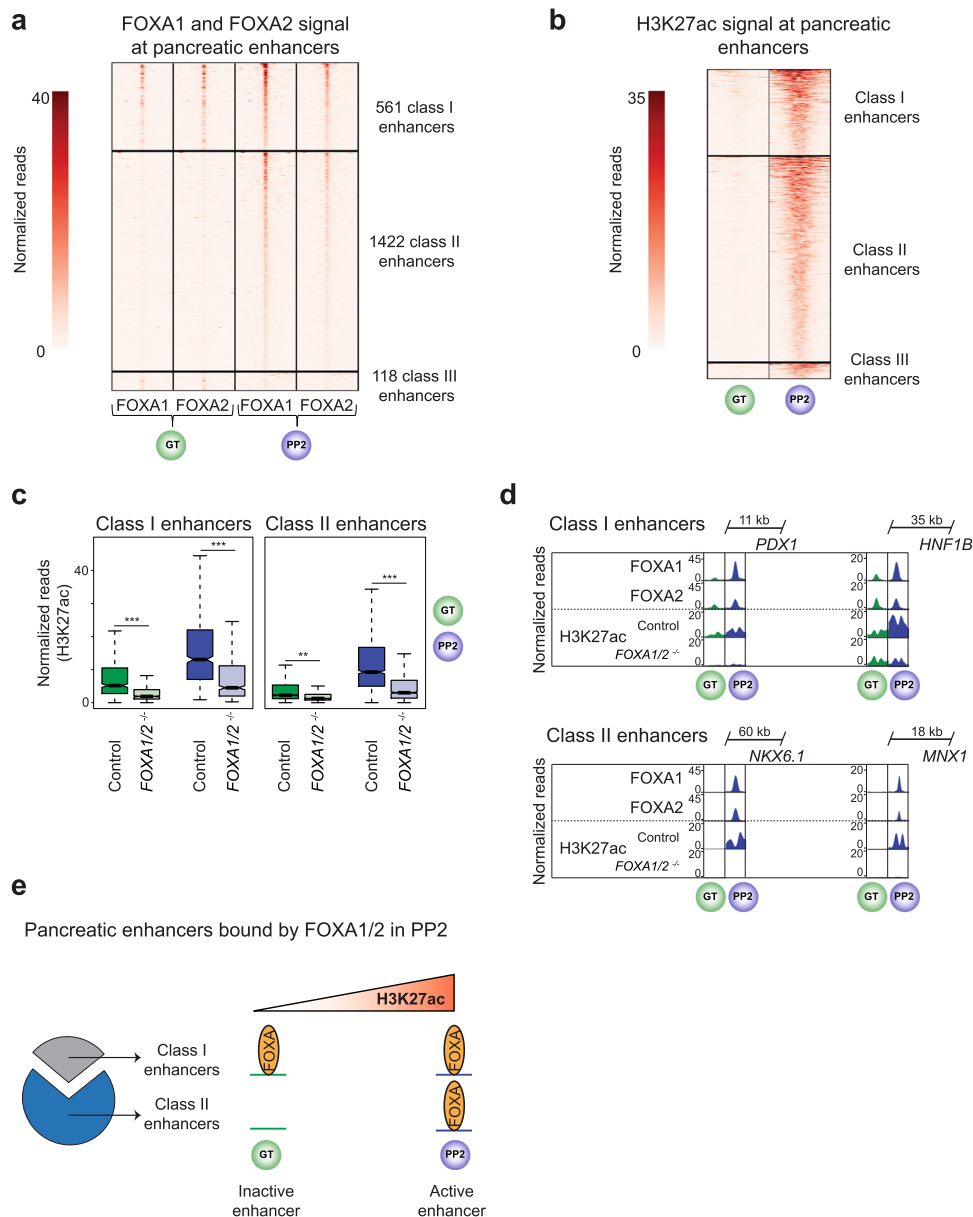 a
FOXA1 and FOXA2 signal
at pancreatic enhancers
40
Normalized reads
0
561 class I
enhancers
1422 class II
enhancers
118 class III
enhancers
FOXA1 FOXA2 FOXA1 FOXA2
GT PP2
b
H3K27ac signal at pancreatic
enhancers
35
Normalized reads
0
Class I
enhancers
Class II
enhancers
Class III
enhancers
GT PP2
c
Class I enhancers Class II enhancers
Normalized reads
(H3K27ac)
40
0
*** *** ** ***
GT
PP2
Control FOXA1/2 -/- Control FOXA1/2 -/- Control FOXA1/2 -/- Control FOXA1/2 -/-
d
Class I enhancers
11 kb 35 kb
PDX1 HNF1B
Normalized reads
FOXA1 45 0 20 0
FOXA2 45 0 20 0
H3K27ac Control 20 0 20 0
FOXA1/2 -/- 20 0 20 0
GT PP2 GT PP2
Class II enhancers
60 kb 18 kb
NKX6.1 MNX1
Normalized reads
FOXA1 45 0 20 0
FOXA2 45 0 20 0
H3K27ac Control 20 0 20 0
FOXA1/2 -/- 20 0 20 0
GT PP2 GT PP2
e
Pancreatic enhancers bound by FOXA1/2 in PP2
H3K27ac
Class I
enhancers
FOXA FOXA
Class II
enhancers
FOXA
GT PP2
Inactive
enhancer
Active
enhancer